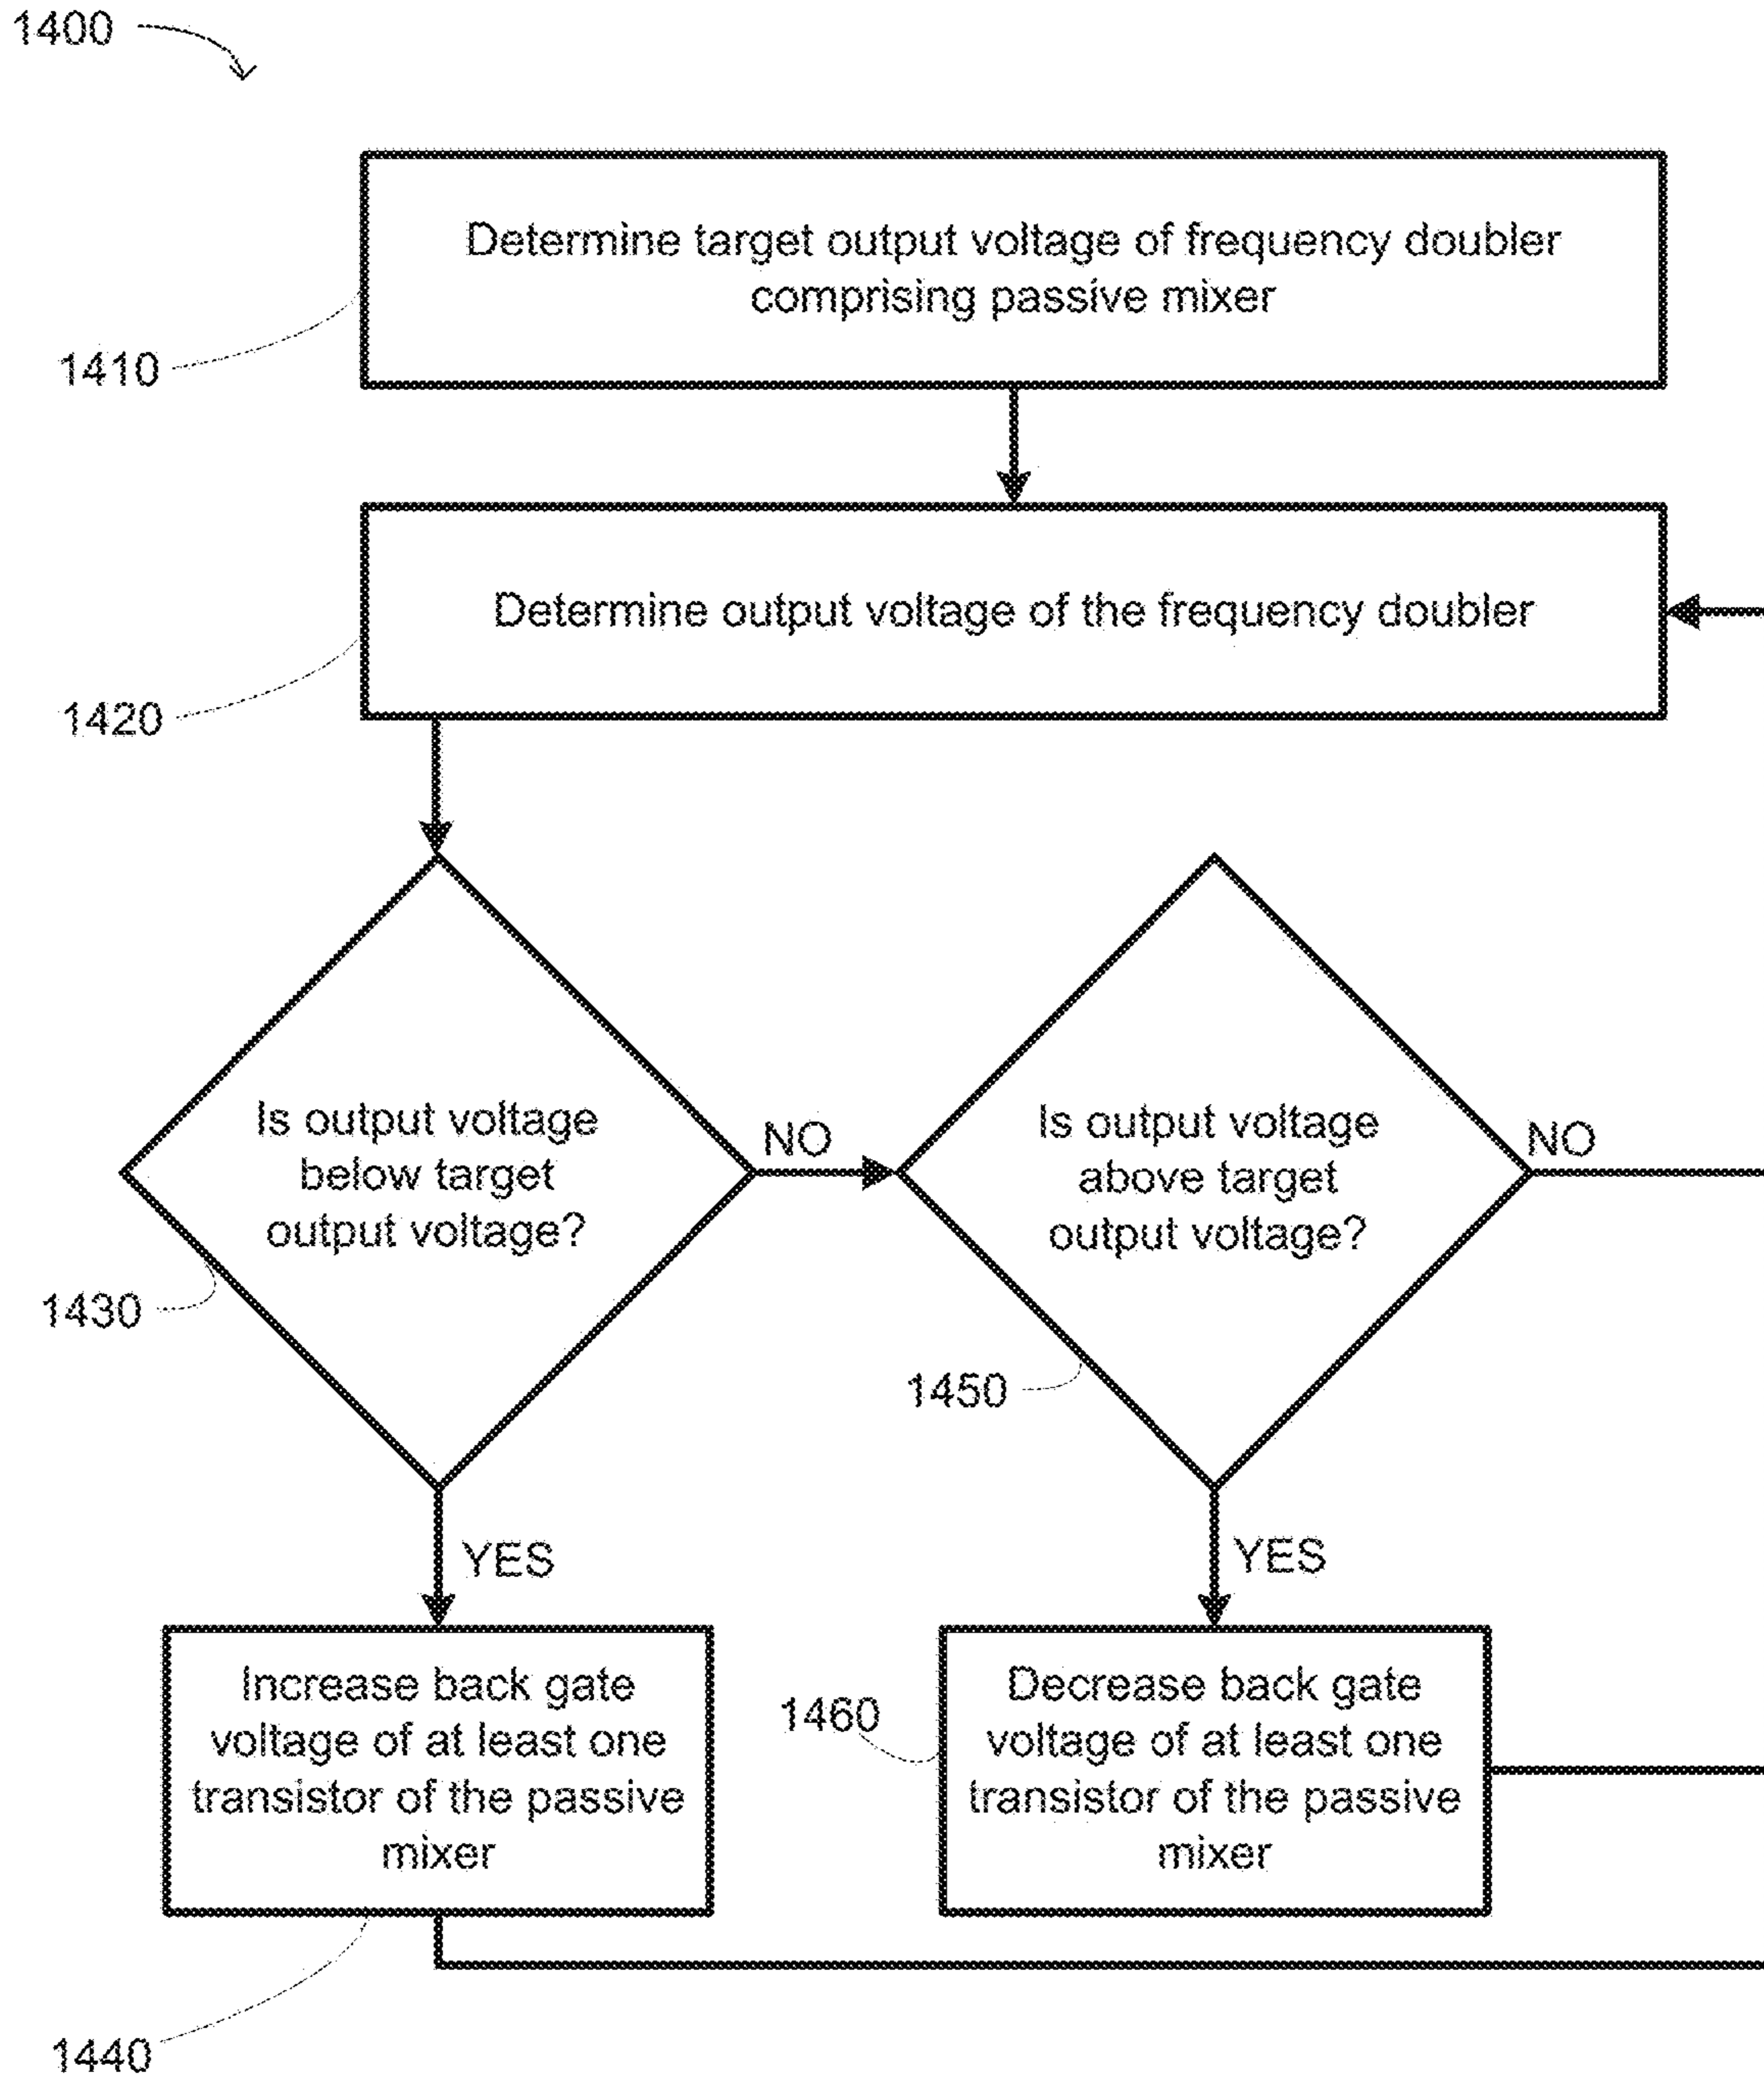 1400
Determine target output voltage of frequency doubler
comprising passive mixer
1410
Determine output voltage of the frequency doubler
1420
Is output voltage
below target
output voltage?
NO
1430
Is output voltage
above target
output voltage?
NO
1450
YES
YES
Increase back gate
voltage of at least one
transistor of the passive
mixer
1440
1460
Decrease back gate
voltage of at least one
transistor of the passive
mixer